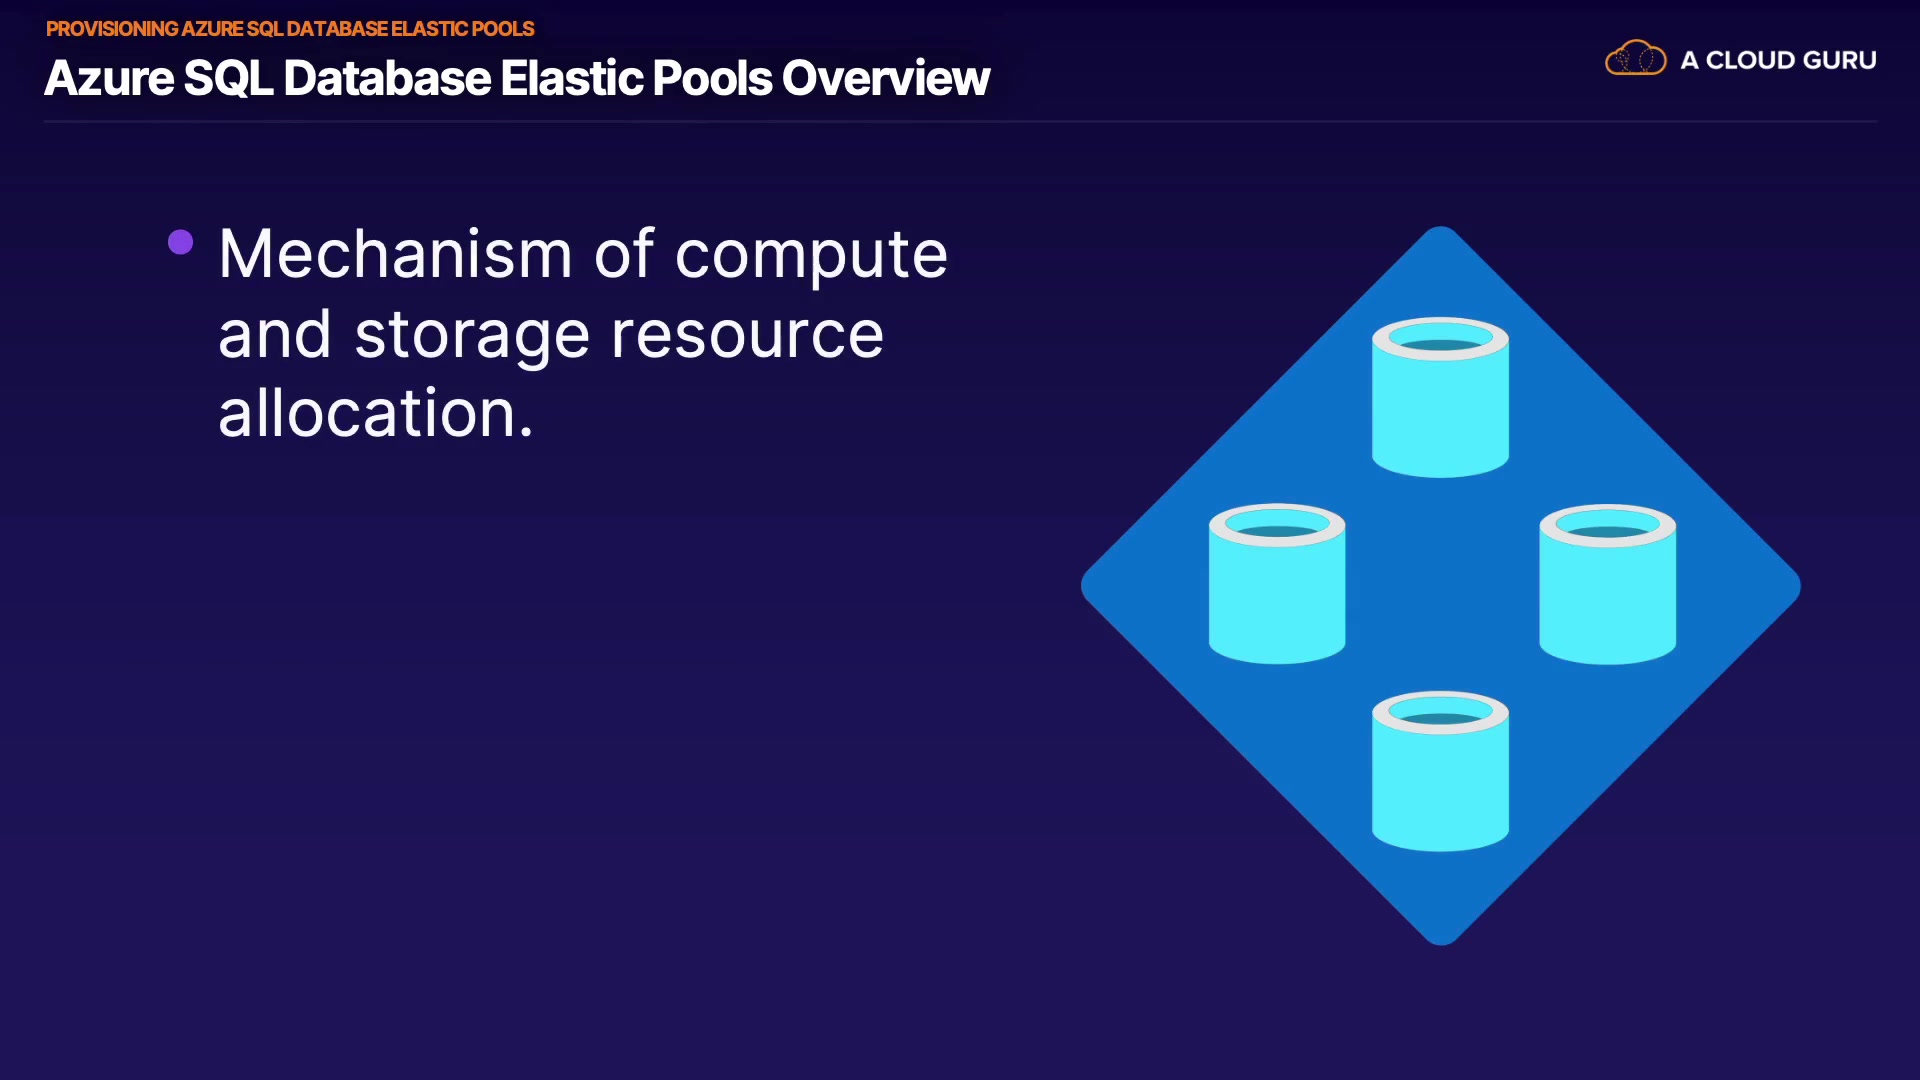 PROVISIONING AZURE SQL DATABASE ELASTIC POOLS
Azure SQL Database Elastic Pools Overview
A CLOUD GURU
Mechanism of compute
and storage resource
allocation.